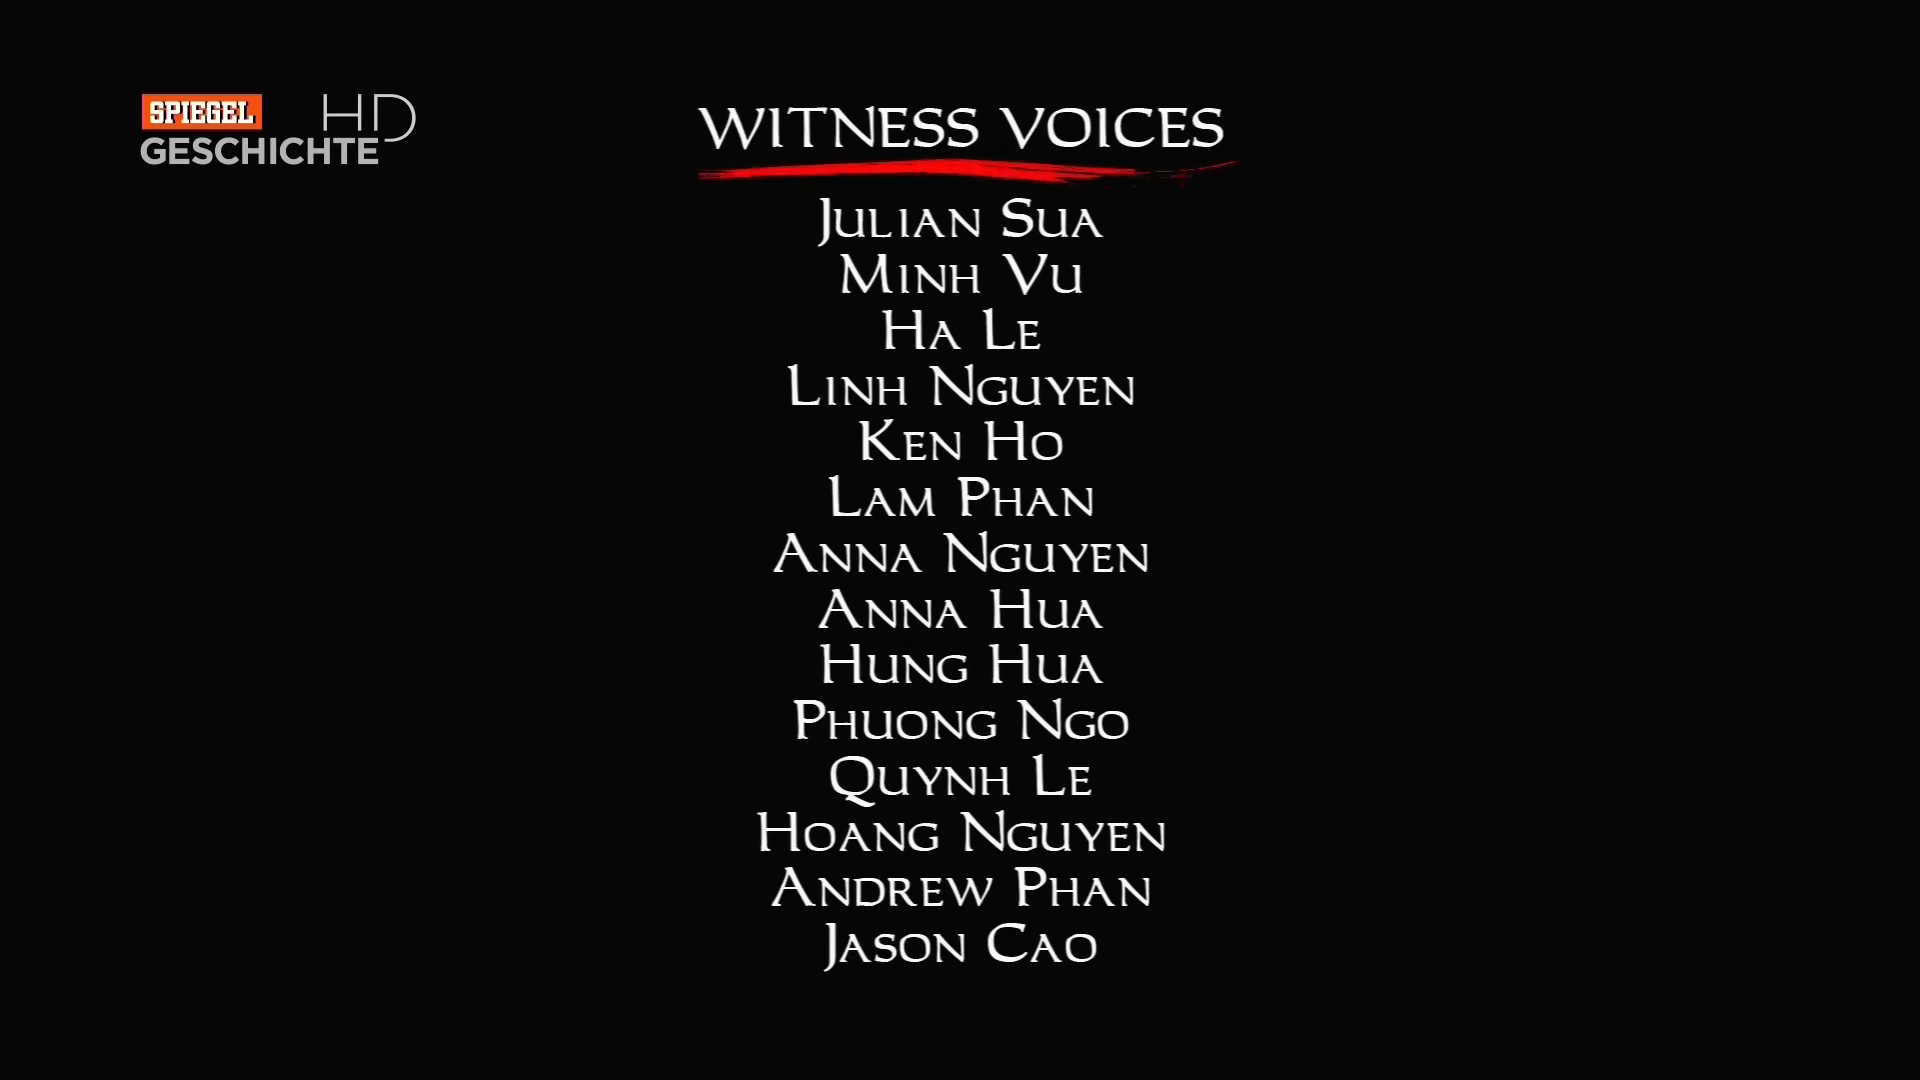 SPIEGEL HD
GESCHICHTE
WITNESS VOICES
JULIAN SUA
MINH VU
HA LE
LINH NGUYEN
KEN HO
LAM PHAN
ANNA NGUYEN
ANNA HUA
HUNG HUA
PHUONG NGO
QUYNH LE
HOANG NGUYEN
ANDREW PHAN
JASON CAO